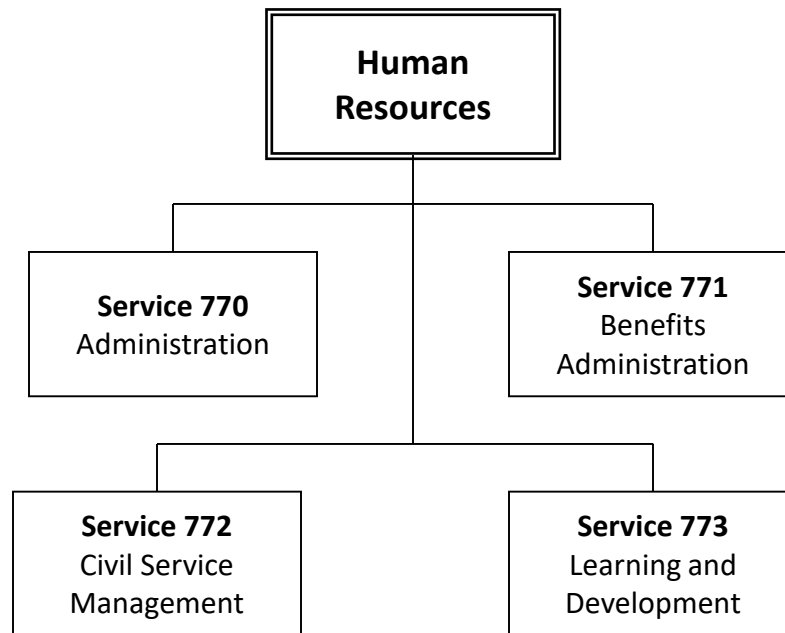 Human
Resources
Service 770
Administration
Service 771
Benefits
Administration
Service 772
Civil Service
Management
Service 773
Learning and
Development